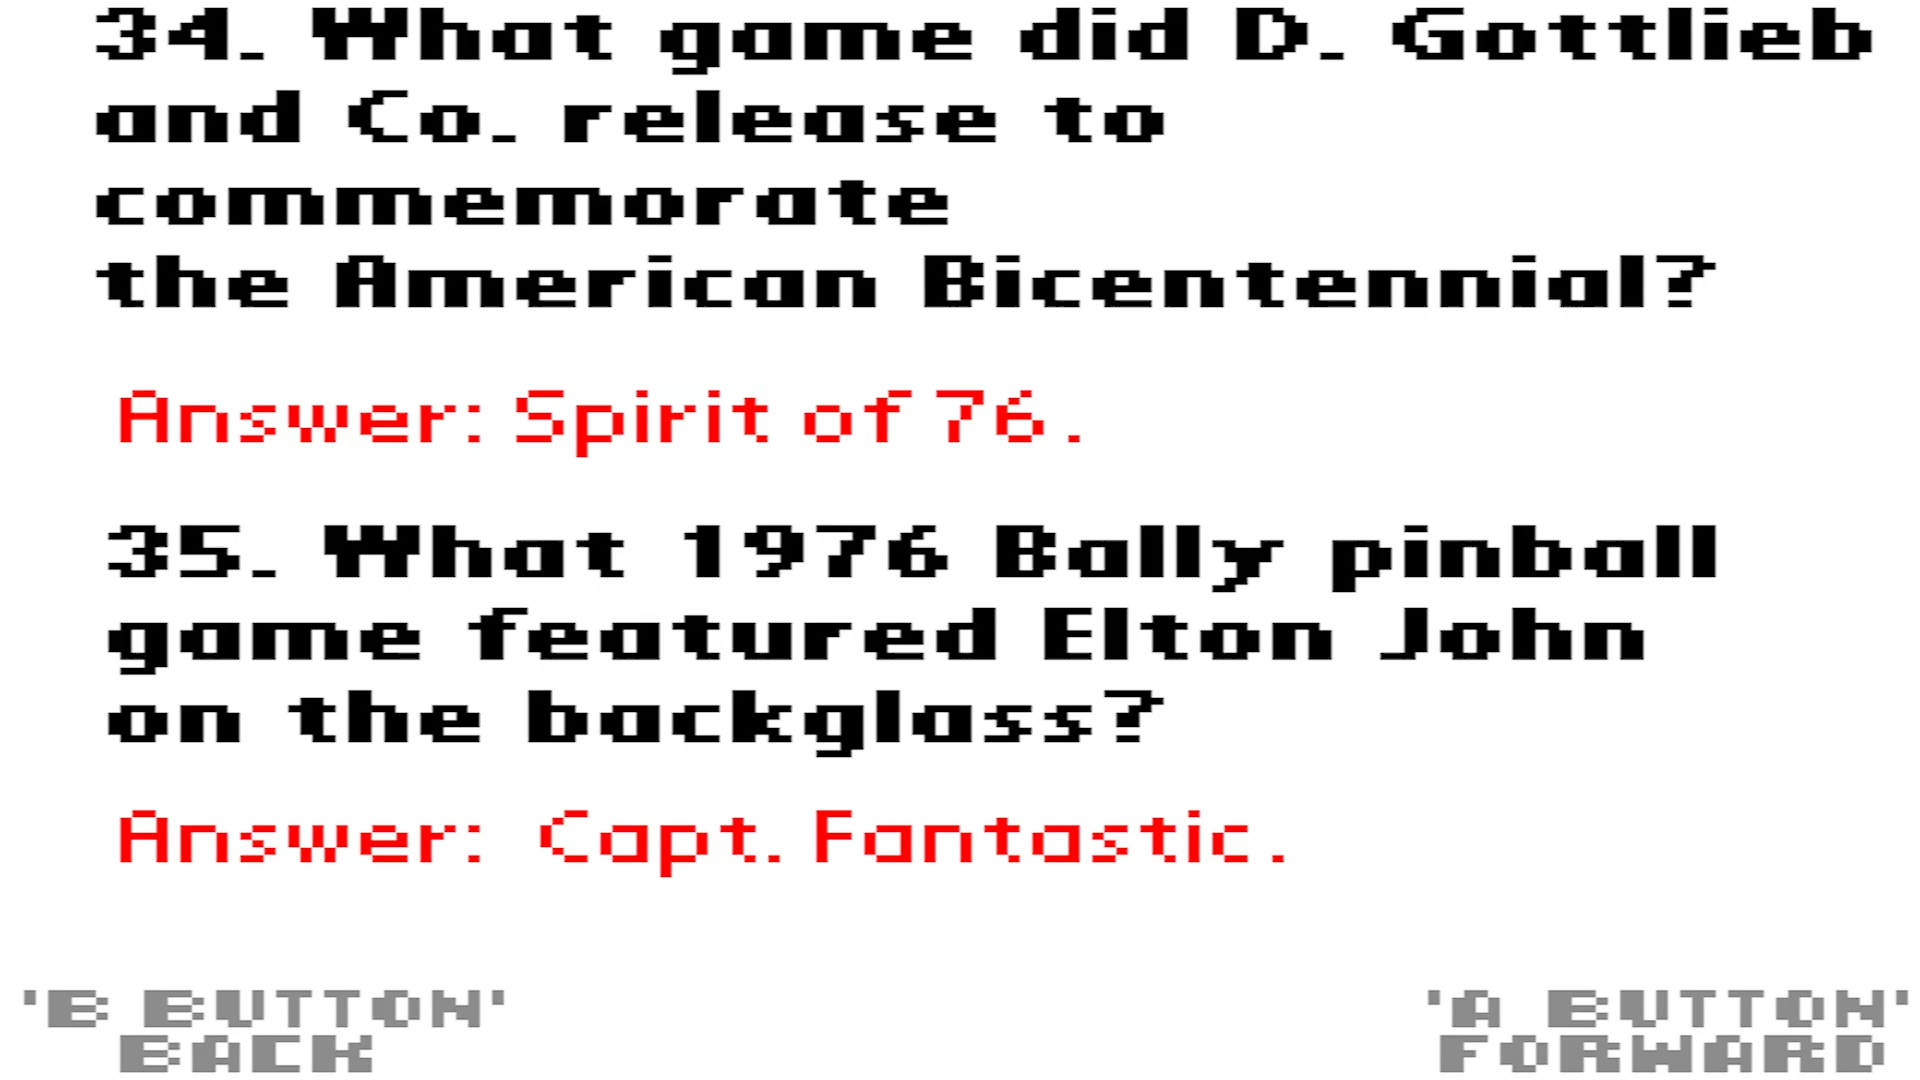 34. What game did D. Gottlieb
and Co. release to
commemorate
the American Bicentennial?
Answer: Spirit of 76.
35. What 1976 Bally pinball
game featured Elton John
on the backglass?
Answer: Capt. Fantastic.
'B BUTTON'
BACK
'A BUTTON'
FORWARD